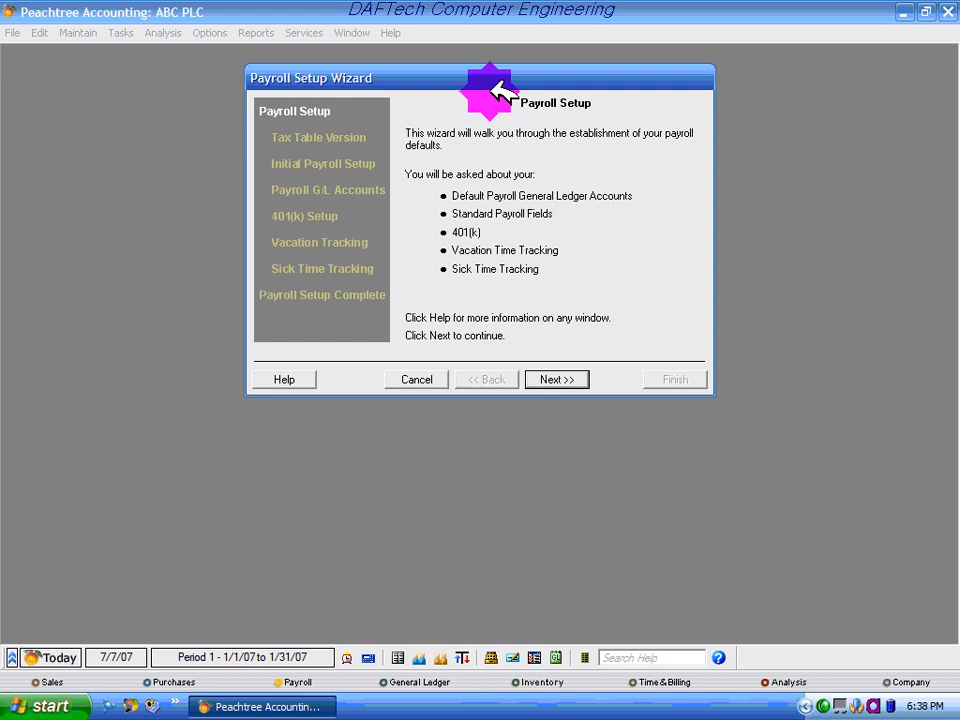 Peachtree Accounting: ABC PLC
DAFTech Computer Engineering
File Edit Maintain Tasks Analysis Options Reports Services Window Help
Payroll Setup Wizard
Payroll Setup
Tax Table Version
Initial Payroll Setup
Payroll G/L Accounts
401(k) Setup
Vacation Tracking
Sick Time Tracking
Payroll Setup Complete
Payroll Setup
This wizard will walk you through the establishment of your payroll
defaults.
You will be asked about your:
● Default Payroll General Ledger Accounts
● Standard Payroll Fields
● 401(k)
● Vacation Time Tracking
● Sick Time Tracking
Click Help for more information on any window.
Click Next to continue.
Help Cancel << Back Next >> Finish
Today 7/7/07 Period 1 - 1/1/07 to 1/31/07 Search Help
Sales Purchases Payroll General Ledger Inventory Time & Billing Analysis Company
start Peachtree Accountin... 6:38 PM